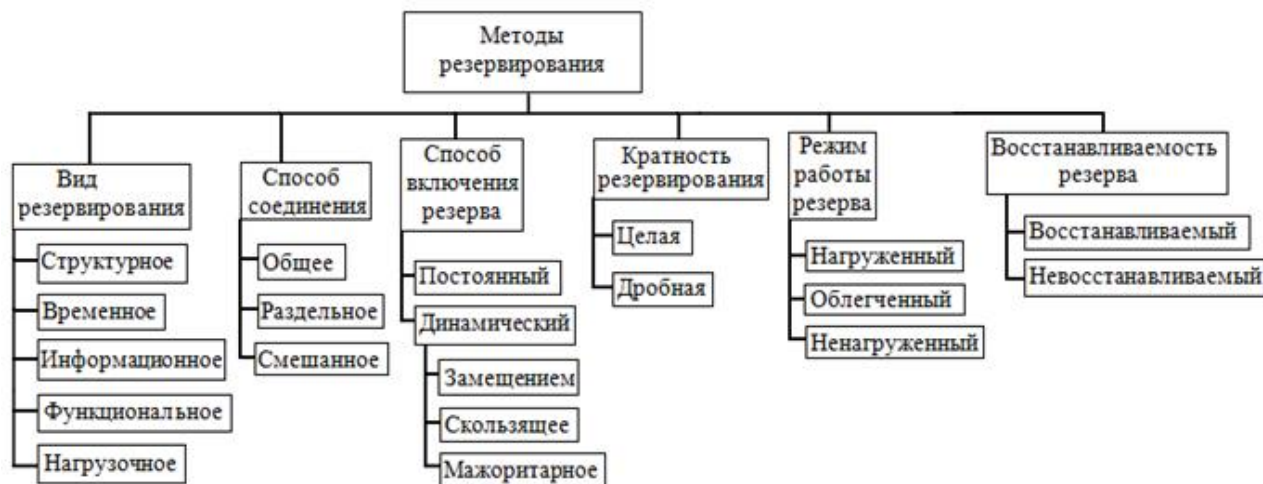 Методы
резервирования
Вид
резервирования
Структурное
Временное
Информационное
Функциональное
Нагрузочное
Способ
соединения
Общее
Раздельное
Смешанное
Способ
включения
резерва
Постоянный
Динамический
Замещением
Скользящее
Мажоритарное
Кратность
резервирования
Целая
Дробная
Режим
работы
резерва
Нагруженный
Облегченный
Ненагруженный
Восстанавливаемость
резерва
Восстанавливаемый
Невосстанавливаемый